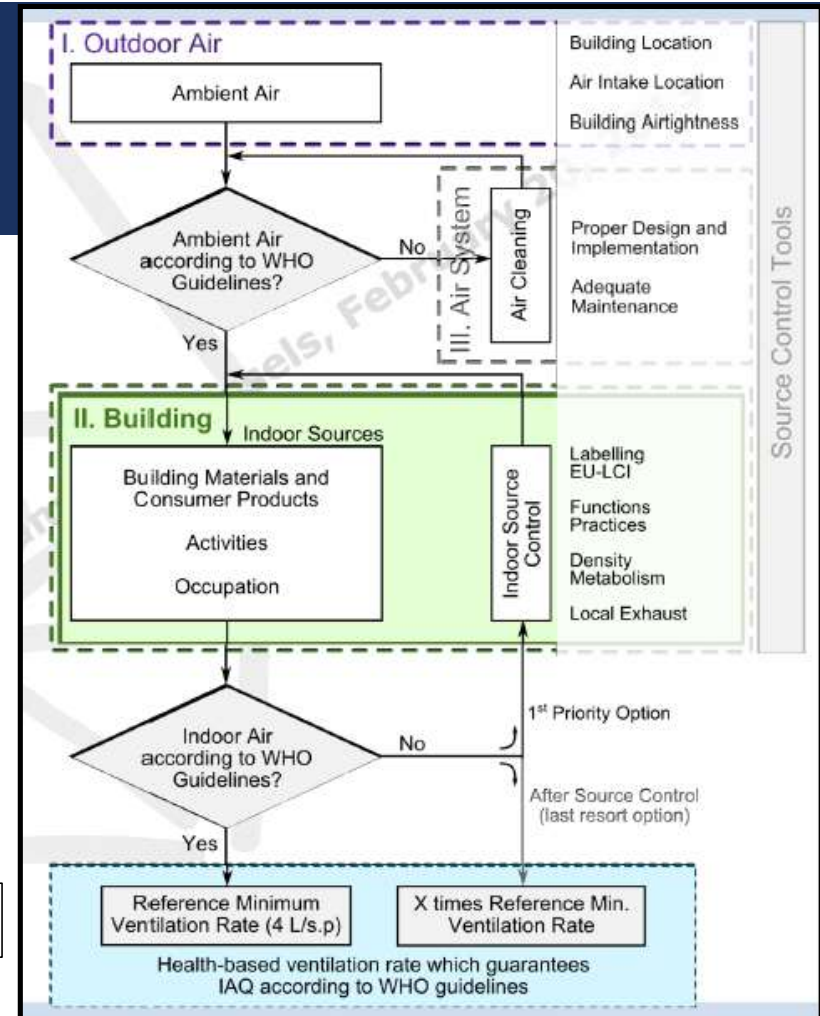 I. Outdoor Air
Ambient Air
Building Location
Air Intake Location
Building Airtightness
Ambient Air
according to WHO
Guidelines?
No
Yes
III. Air System
Air Cleaning
Proper Design and
Implementation
Adequate
Maintenance
Source Control Tools
els, February 20
II. Building
Indoor Sources
Building Materials and
Consumer Products
Activities
Occupation
Indoor Source
Control
Labelling
EU-LCI
Functions
Practices
Density
Metabolism
Local Exhaust
Indoor Air
according to WHO
Guidelines?
No
Yes
1st Priority Option
After Source Control
(last resort option)
Reference Minimum
Ventilation Rate (4 L/s.p)
X times Reference Min.
Ventilation Rate
Health-based ventilation rate which guarantees
IAQ according to WHO guidelines